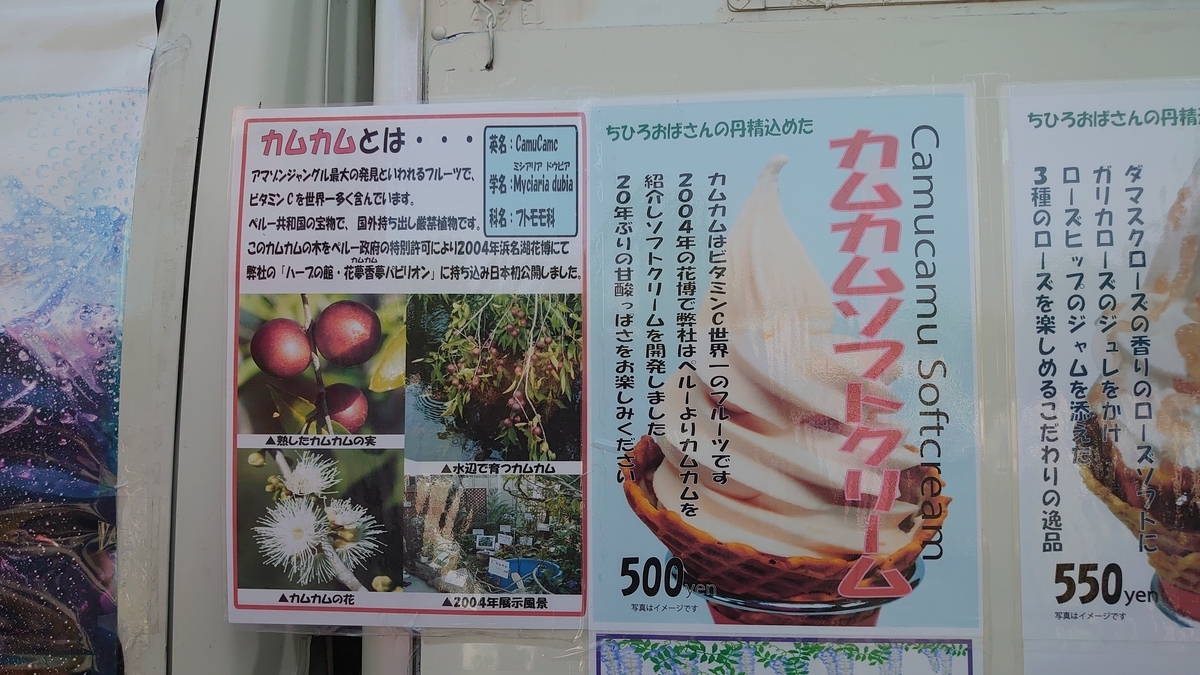 カムカムとは・・・
英名：CamuCamc
ミシアリア ドゥビア
学名：Myciaria dubia
科名：フトモモ科
アマゾンジャングル最大の発見といわれるフルーツで、
ビタミンCを世界一多く含んでいます。
ペルー共和国の宝物で、国外持ち出し厳禁植物です。
このカムカムの木をペルー政府の特別許可により2004年浜名湖花博にて
カムカム
弊社の「ハーブの館・花夢香夢パビリオン」に持ち込み日本初公開しました。
▲熟したカムカムの実
▲水辺で育つカムカム
▲カムカムの花
▲2004年展示風景
ちひろおばさんの丹精込めた
Camucamu Softcream
カムカムソフトクリーム
カムカムはビタミンC世界一のフルーツです
2004年の花博で弊社はペルーよりカムカムを
紹介しソフトクリームを開発しました
20年ぶりの甘酸っぱさをお楽しみください
500yen
写真はイメージです
ちひろおばさんの丹精
ダマスクローズの香りのローズソフトに
ガリカローズのジュレをかけ
ローズヒップのジャムを添えた
3種のローズを楽しめるこだわりの逸品
550yen
写真はイメージです